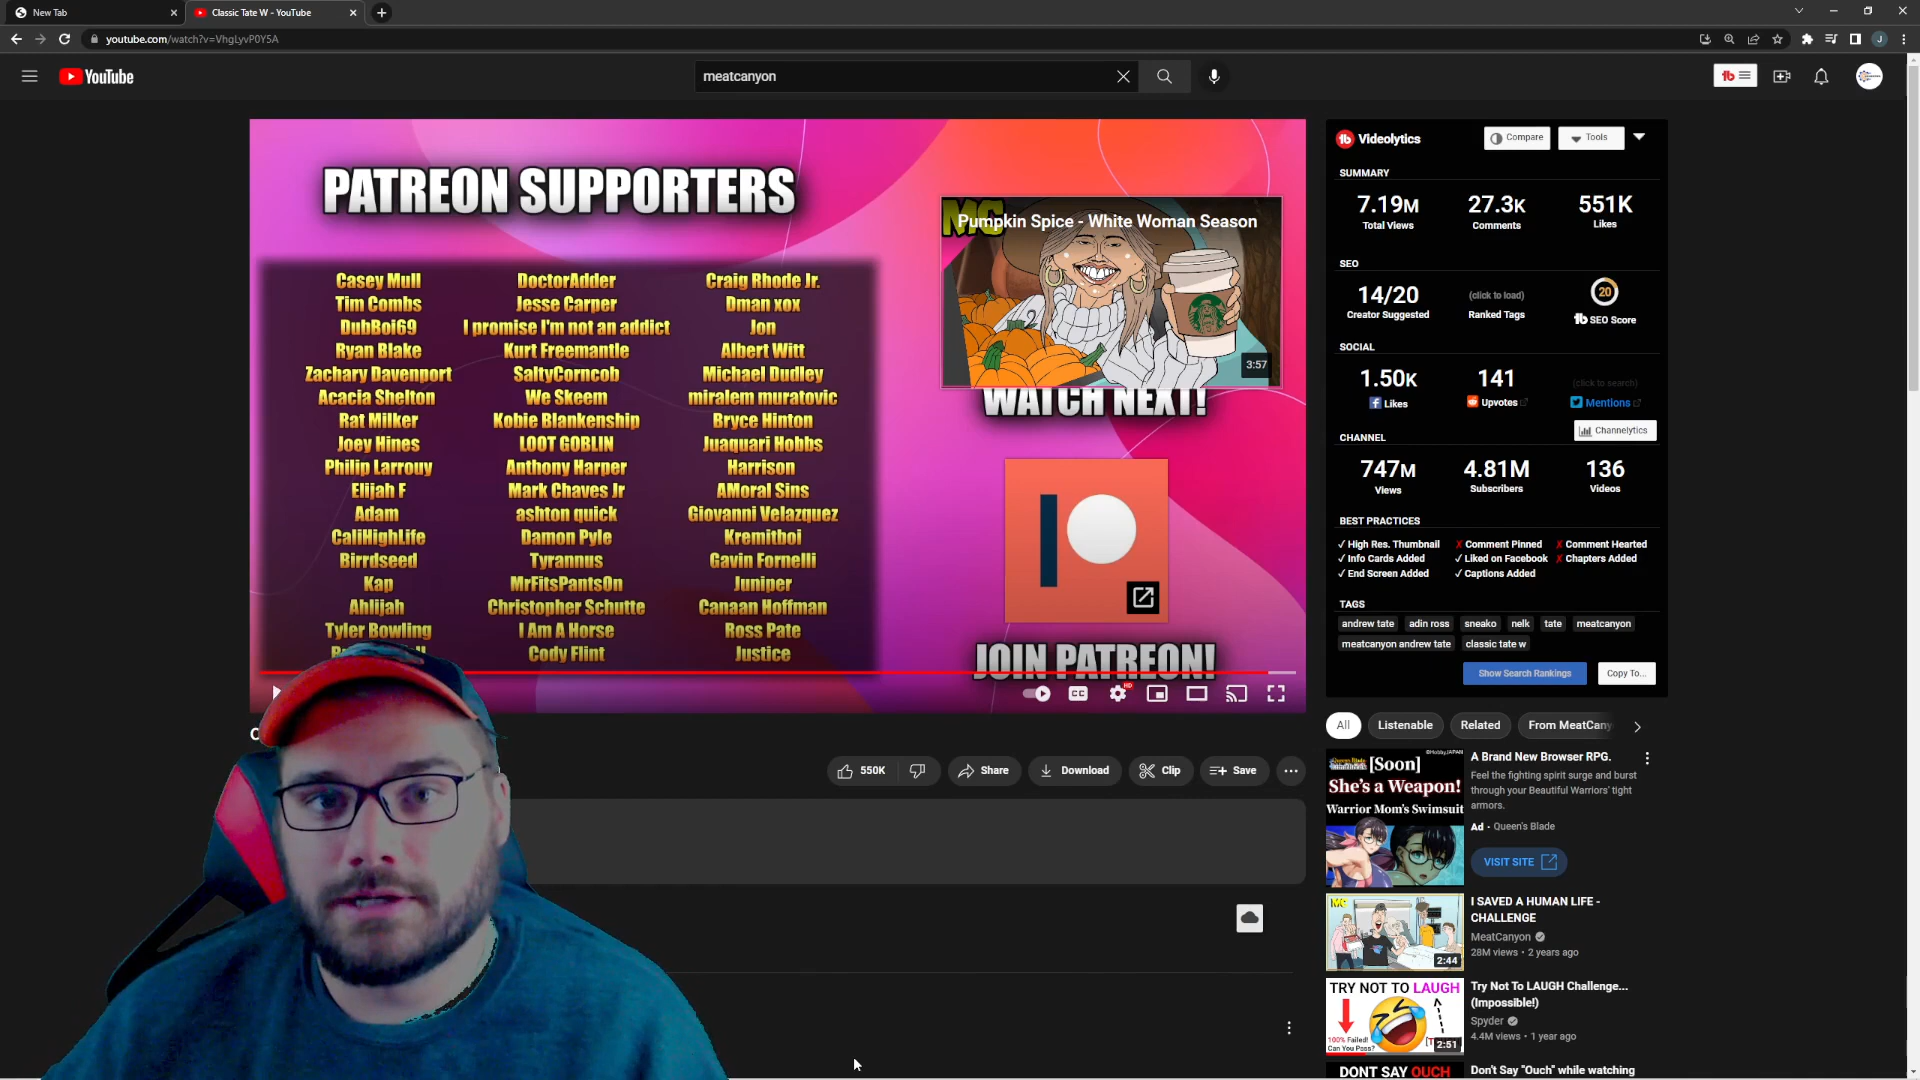 New Tab
Classic Tate W - YouTube
youtube.com/watch?v=VhgLyvP0Y5A
YouTube
meatcanyon
J
PATREON SUPPORTERS
Casey Mull
Tim Combs
DubBoi69
Ryan Blake
Zachary Davenport
Acacia Shelton
Rat Milker
Joey Hines
Philip Larrouy
Elijah F
Adam
CaliHighLife
Birrdseed
Kap
Ahlijah
Tyler Bowling
DoctorAdder
Jesse Carper
I promise I'm not an addict
Kurt Freemantle
SaltyCorncob
We Skeem
Kobie Blankenship
LOOT GOBLIN
Anthony Harper
Mark Chaves Jr
ashton quick
Damon Pyle
Tyrannus
MrFitsPantsOn
Christopher Schutte
I Am A Horse
Cody Flint
Craig Rhode Jr.
Dman xox
Jon
Albert Witt
Michael Dudley
miralem muratovic
Bryce Hinton
Juaquari Hobbs
Harrison
AMoral Sins
Giovanni Velazquez
Kremitboi
Gavin Fornelli
Juniper
Canaan Hoffman
Ross Pate
Justice
MC
Pumpkin Spice - White Woman Season
3:57
WATCH NEXT!
JOIN PATREON!
CC
HD
550K
Share
Download
Clip
Save
Videolytics
Compare
Tools
SUMMARY
7.19M
27.3K
551K
Total Views
Comments
Likes
SEO
14/20
(click to load)
20
Creator Suggested
Ranked Tags
SEO Score
SOCIAL
1.50K
141
(click to search)
Likes
Upvotes
Mentions
CHANNEL
Channelytics
747M
4.81M
136
Views
Subscribers
Videos
BEST PRACTICES
✓ High Res. Thumbnail
✗ Comment Pinned
✗ Comment Hearted
✓ Info Cards Added
✓ Liked on Facebook
✗ Chapters Added
✓ End Screen Added
✓ Captions Added
TAGS
andrew tate
adin ross
sneako
nelk
tate
meatcanyon
meatcanyon andrew tate
classic tate w
Show Search Rankings
Copy To...
All
Listenable
Related
From MeatCany
[Soon]
She's a Weapon!
Warrior Mom's Swimsuit
A Brand New Browser RPG.
Feel the fighting spirit surge and burst
through your Beautiful Warriors' tight
armors.
Ad · Queen's Blade
VISIT SITE
MC
2:44
I SAVED A HUMAN LIFE -
CHALLENGE
MeatCanyon
28M views • 2 years ago
TRY NOT TO LAUGH
100% Failed!
Can You Pass?
2:51
Try Not To LAUGH Challenge...
(Impossible!)
Spyder
4.4M views • 1 year ago
DONT SAY OUCH
Don't Say "Ouch" while watching